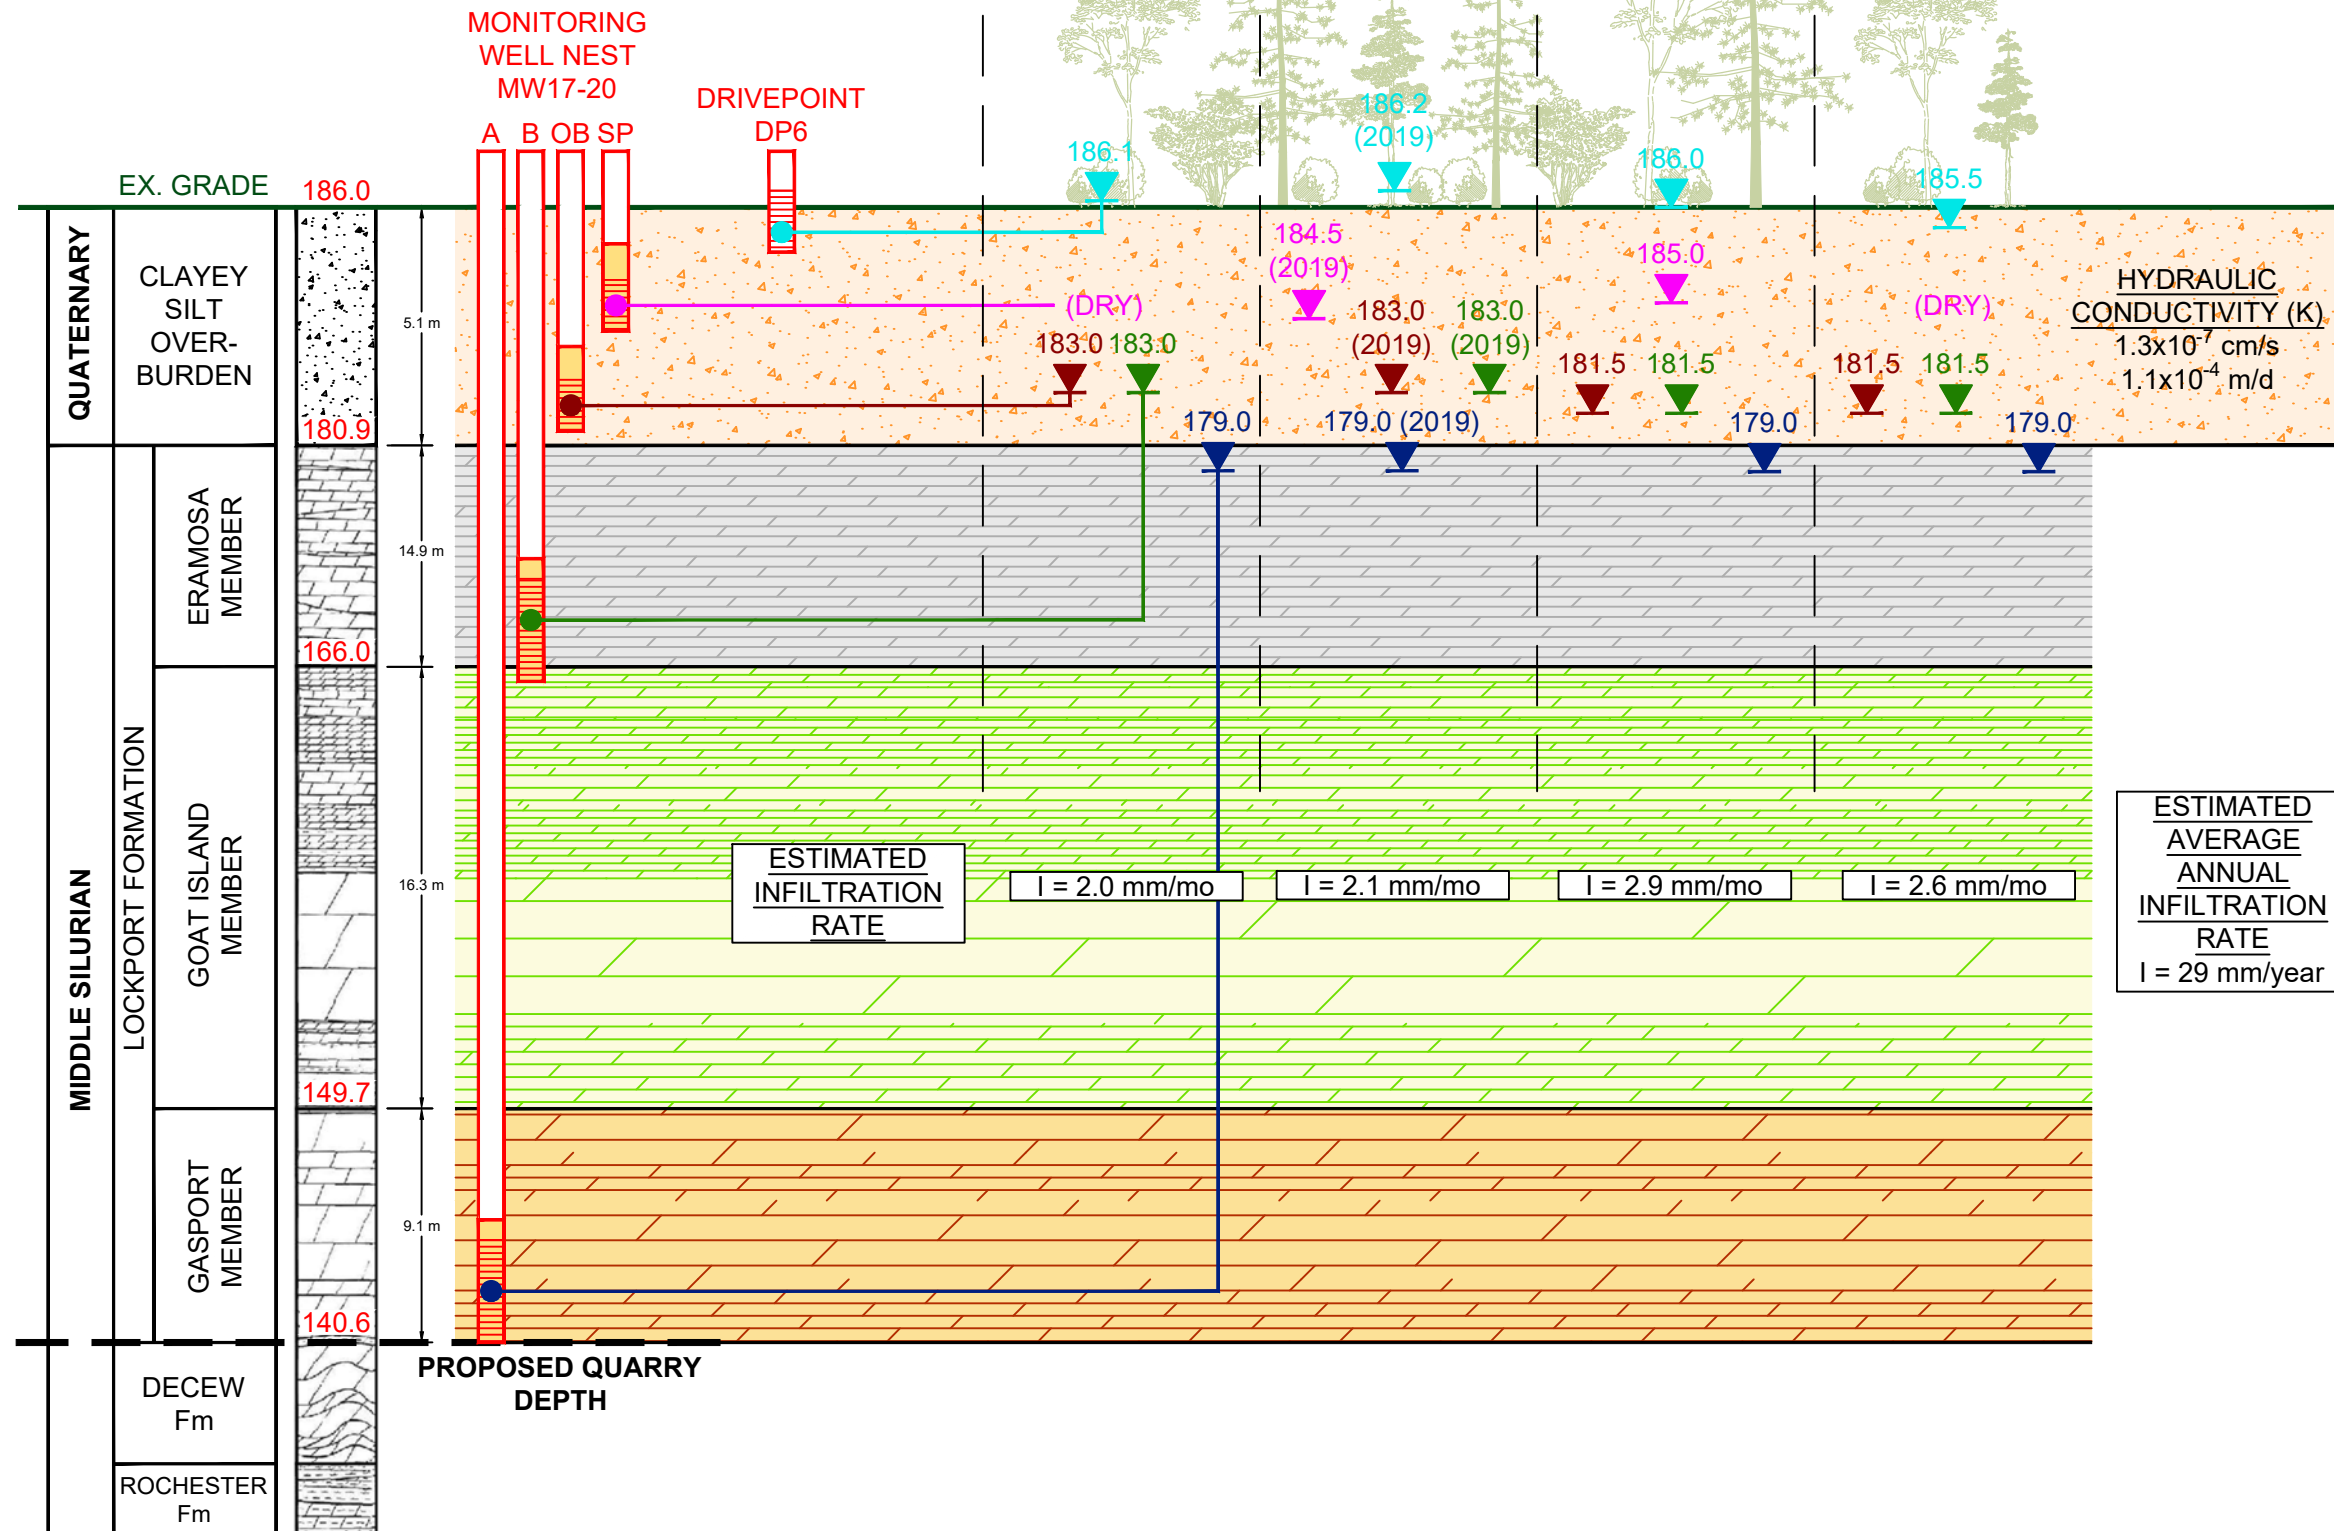 MONITORING
WELL NEST
MW17-20
A B OB SP
DRIVEPOINT
DP6
EX. GRADE
186.0
QUATERNARY
CLAYEY
SILT
OVER-
BURDEN
180.9
5.1 m
MIDDLE SILURIAN
LOCKPORT FORMATION
ERAMOSA
MEMBER
166.0
14.9 m
GOAT ISLAND
MEMBER
149.7
16.3 m
GASPORT
MEMBER
140.6
9.1 m
PROPOSED QUARRY
DEPTH
DECEW
Fm
ROCHESTER
Fm
186.1
(DRY)
183.0 183.0
179.0
186.2
(2019)
184.5
(2019)
183.0
(2019)
183.0
(2019)
179.0 (2019)
186.0
185.0
181.5 181.5
179.0
185.5
(DRY)
181.5 181.5
179.0
HYDRAULIC
CONDUCTIVITY (K)
1.3x10⁻⁷ cm/s
1.1x10⁻⁴ m/d
ESTIMATED
INFILTRATION
RATE
I = 2.0 mm/mo
I = 2.1 mm/mo
I = 2.9 mm/mo
I = 2.6 mm/mo
ESTIMATED
AVERAGE
ANNUAL
INFILTRATION
RATE
I = 29 mm/year